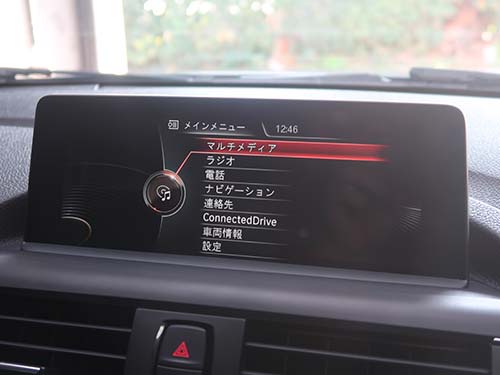 メインメニュー 12:46
マルチメディア
ラジオ
電話
ナビゲーション
連絡先
ConnectedDrive
車両情報
設定